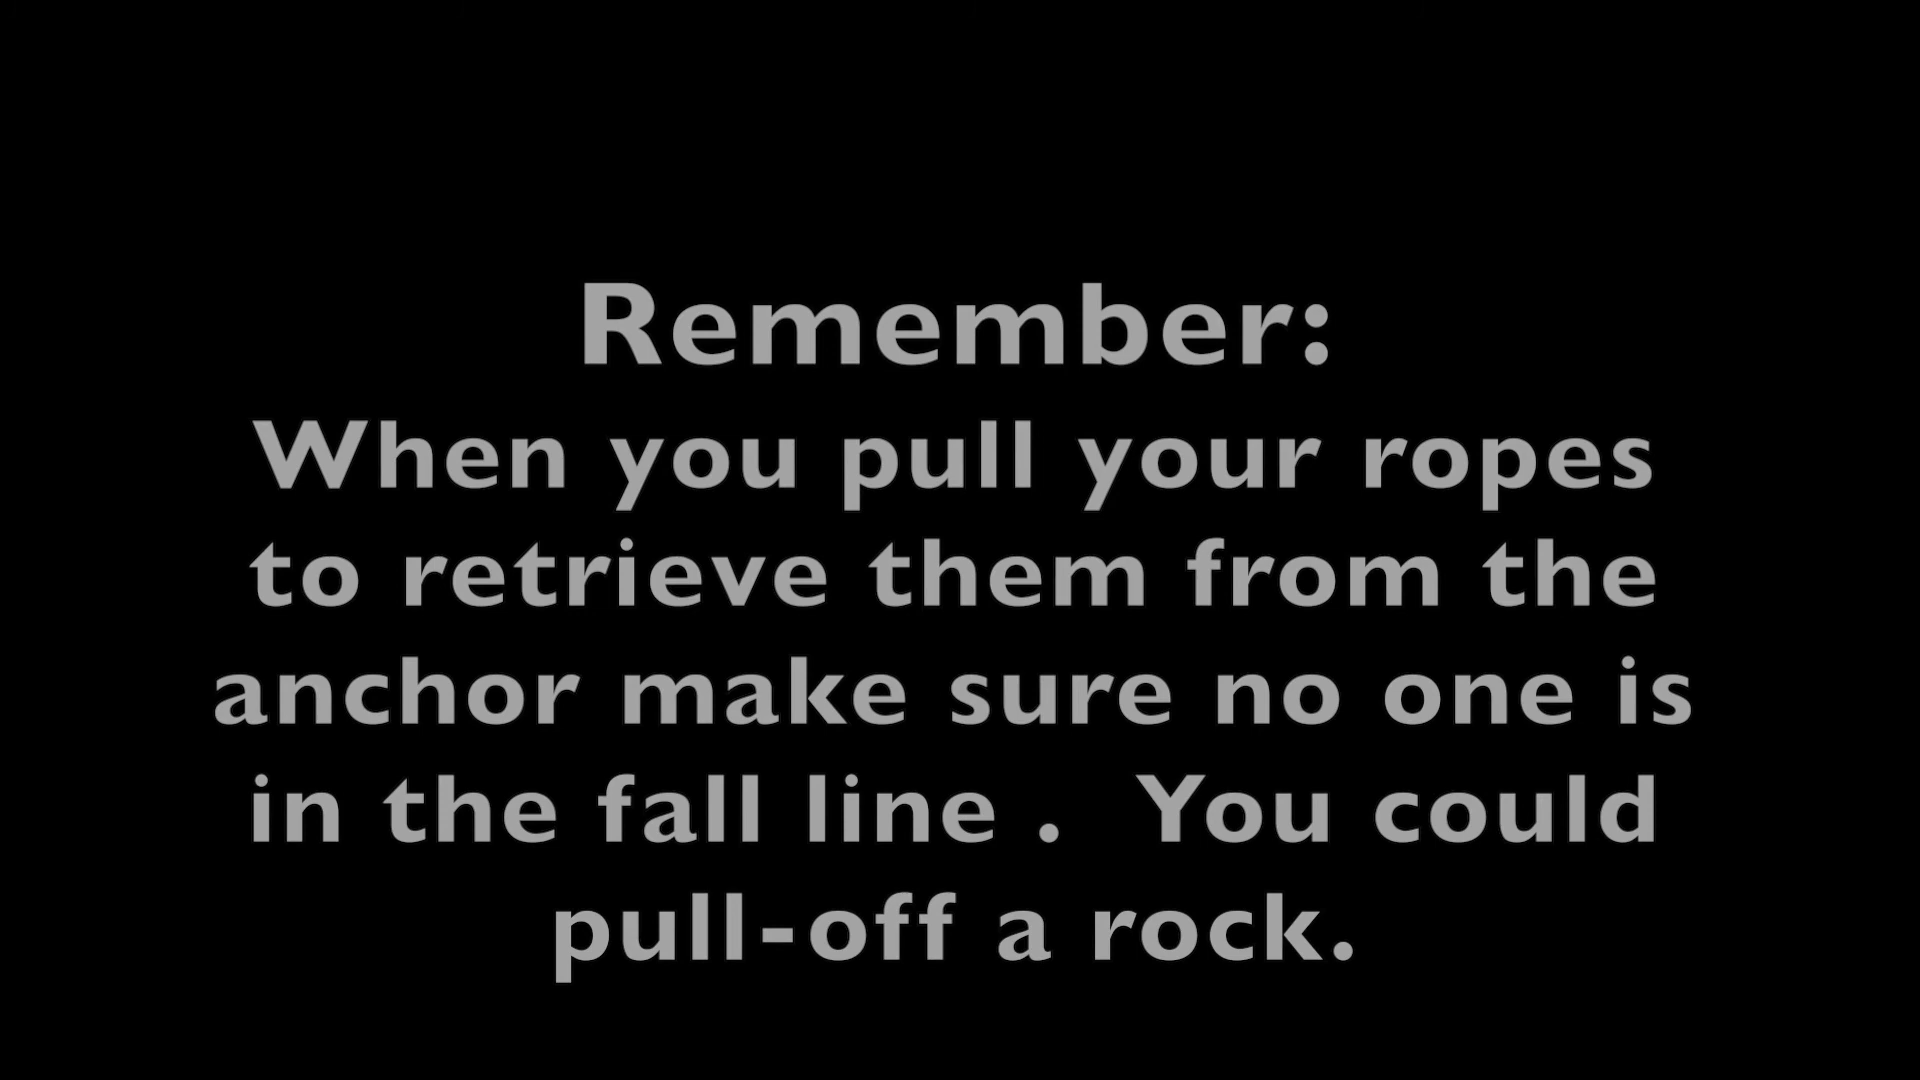 Remember:
When you pull your ropes
to retrieve them from the
anchor make sure no one is
in the fall line .  You could
pull-off a rock.